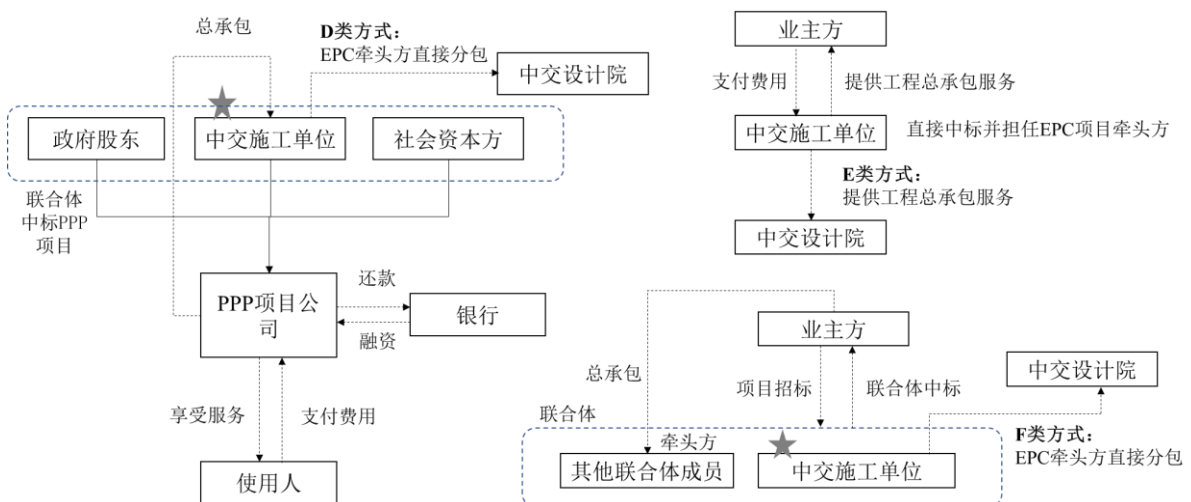 总承包
D类方式：
EPC牵头方直接分包
中交设计院
政府股东
中交施工单位
社会资本方
联合体
中标PPP
项目
PPP项目公
司
还款
融资
银行
享受服务
支付费用
使用人
业主方
支付费用
提供工程总承包服务
中交施工单位
直接中标并担任EPC项目牵头方
E类方式：
提供工程总承包服务
中交设计院
业主方
总承包
项目招标
联合体中标
中交设计院
联合体
牵头方
其他联合体成员
中交施工单位
F类方式：
EPC牵头方直接分包